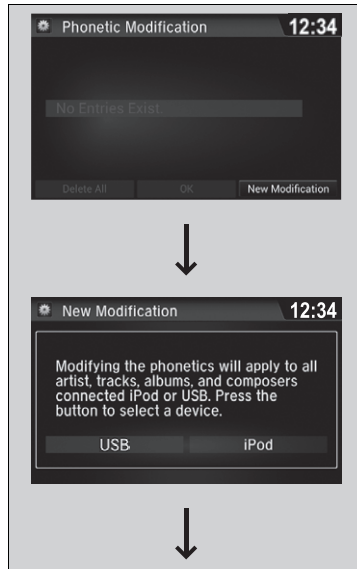 Phonetic Modification 12:34
No Entries Exist.
Delete All OK New Modification
New Modification 12:34
Modifying the phonetics will apply to all
artist, tracks, albums, and composers
connected iPod or USB. Press the
button to select a device.
USB iPod